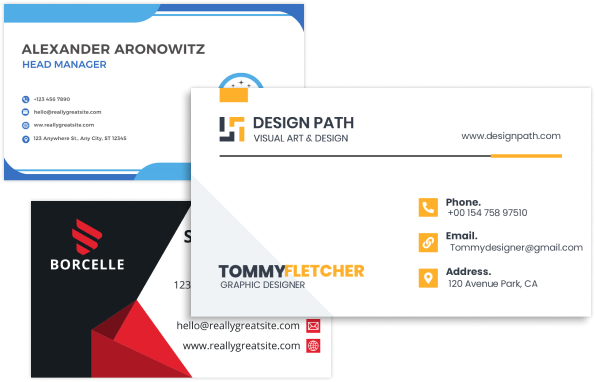 ALEXANDER ARONOWITZ
HEAD MANAGER
+123 456 7890
hello@reallygreatsite.com
www.reallygreatsite.com
123 Anywhere St., Any City, ST 12345
DESIGN PATH
VISUAL ART & DESIGN
www.designpath.com
Phone.
+00 154 758 97510
Email.
Tommydesigner@gmail.com
Address.
120 Avenue Park, CA
TOMMYFLETCHER
GRAPHIC DESIGNER
BORCELLE
S
123
hello@reallygreatsite.com
www.reallygreatsite.com